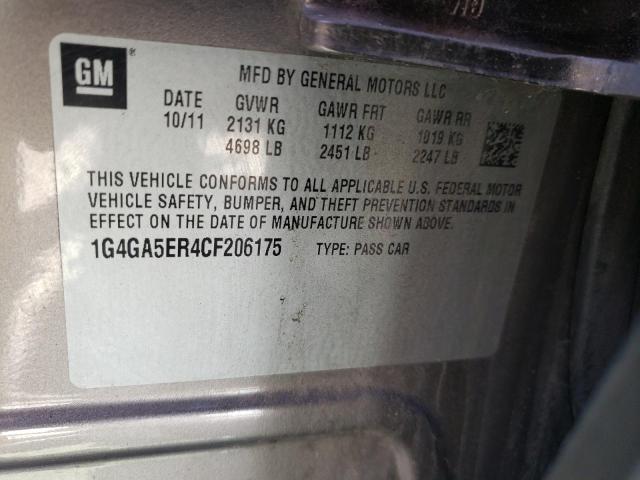 GM ®
MFD BY GENERAL MOTORS LLC
DATE GVWR GAWR FRT GAWR RR
10/11 2131 KG 1112 KG 1019 KG
4698 LB 2451 LB 2247 LB
THIS VEHICLE CONFORMS TO ALL APPLICABLE U.S. FEDERAL MOTOR
VEHICLE SAFETY, BUMPER, AND THEFT PREVENTION STANDARDS IN
EFFECT ON THE DATE OF MANUFACTURE SHOWN ABOVE.
1G4GA5ER4CF206175 TYPE: PASS CAR